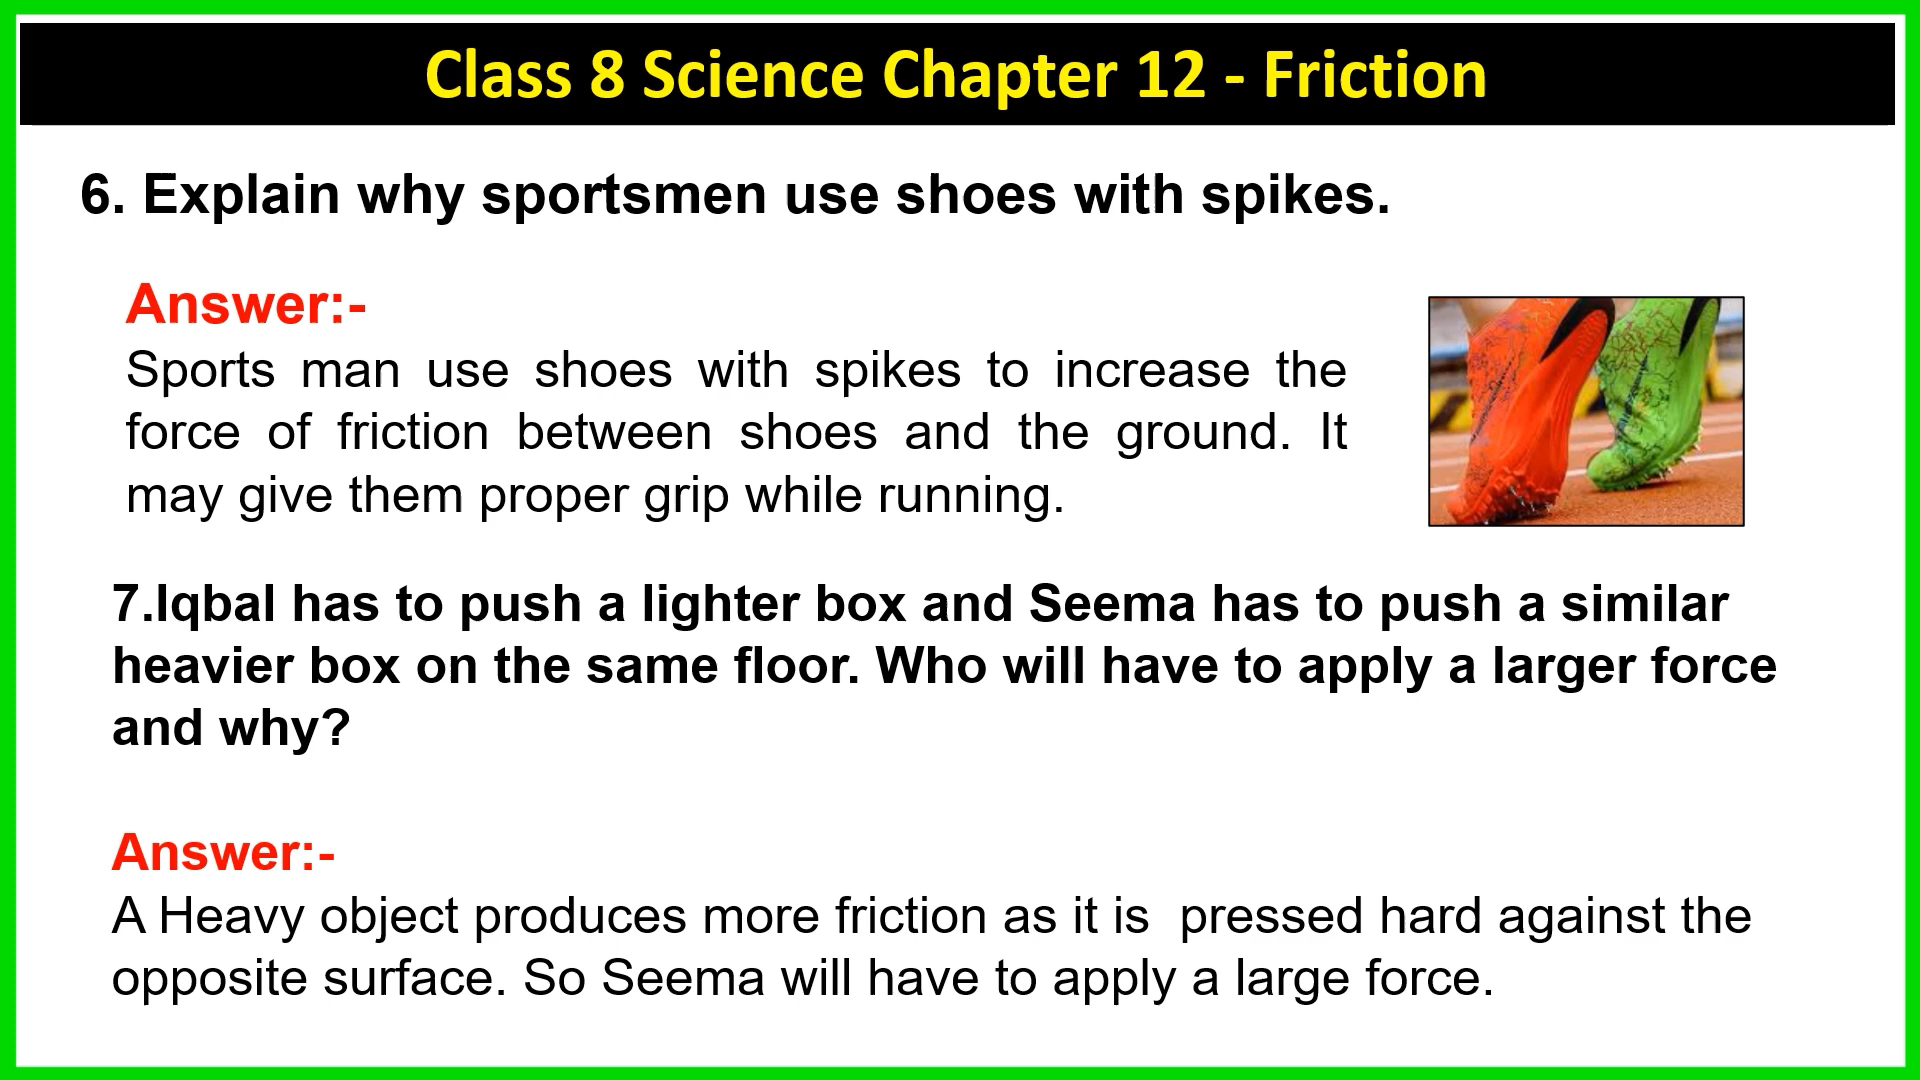 Class 8 Science Chapter 12 - Friction
6. Explain why sportsmen use shoes with spikes.
Answer:-
Sports man use shoes with spikes to increase the
force of friction between shoes and the ground. It
may give them proper grip while running.
7.Iqbal has to push a lighter box and Seema has to push a similar
heavier box on the same floor. Who will have to apply a larger force
and why?
Answer:-
A Heavy object produces more friction as it is  pressed hard against the
opposite surface. So Seema will have to apply a large force.